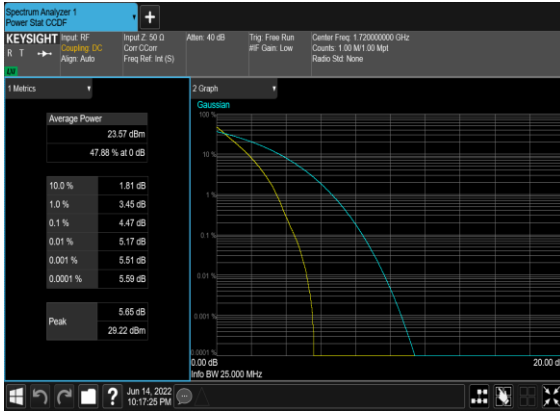 Spectrum Analyzer 1
Power Stat CCDF
KEYSIGHT
R T
Input: RF
Coupling: DC
Align: Auto
Input Z: 50 Ω
Corr CCorr
Freq Ref: Int (S)
Atten: 40 dB
Trig: Free Run
#IF Gain: Low
Center Freq: 1.720000000 GHz
Counts: 1.00 M/1.00 Mpt
Radio Std: None
1 Metrics
Average Power
23.57 dBm
47.88 % at 0 dB
10.0 % 1.81 dB
1.0 % 3.45 dB
0.1 % 4.47 dB
0.01 % 5.17 dB
0.001 % 5.51 dB
0.0001 % 5.59 dB
Peak
5.65 dB
29.22 dBm
2 Graph
Gaussian
100 %
10 %
1 %
0.1 %
0.01 %
0.001 %
0.0001 %
0.00 dB
20.00 d
Info BW 25.000 MHz
?
Jun 14, 2022
10:17:25 PM